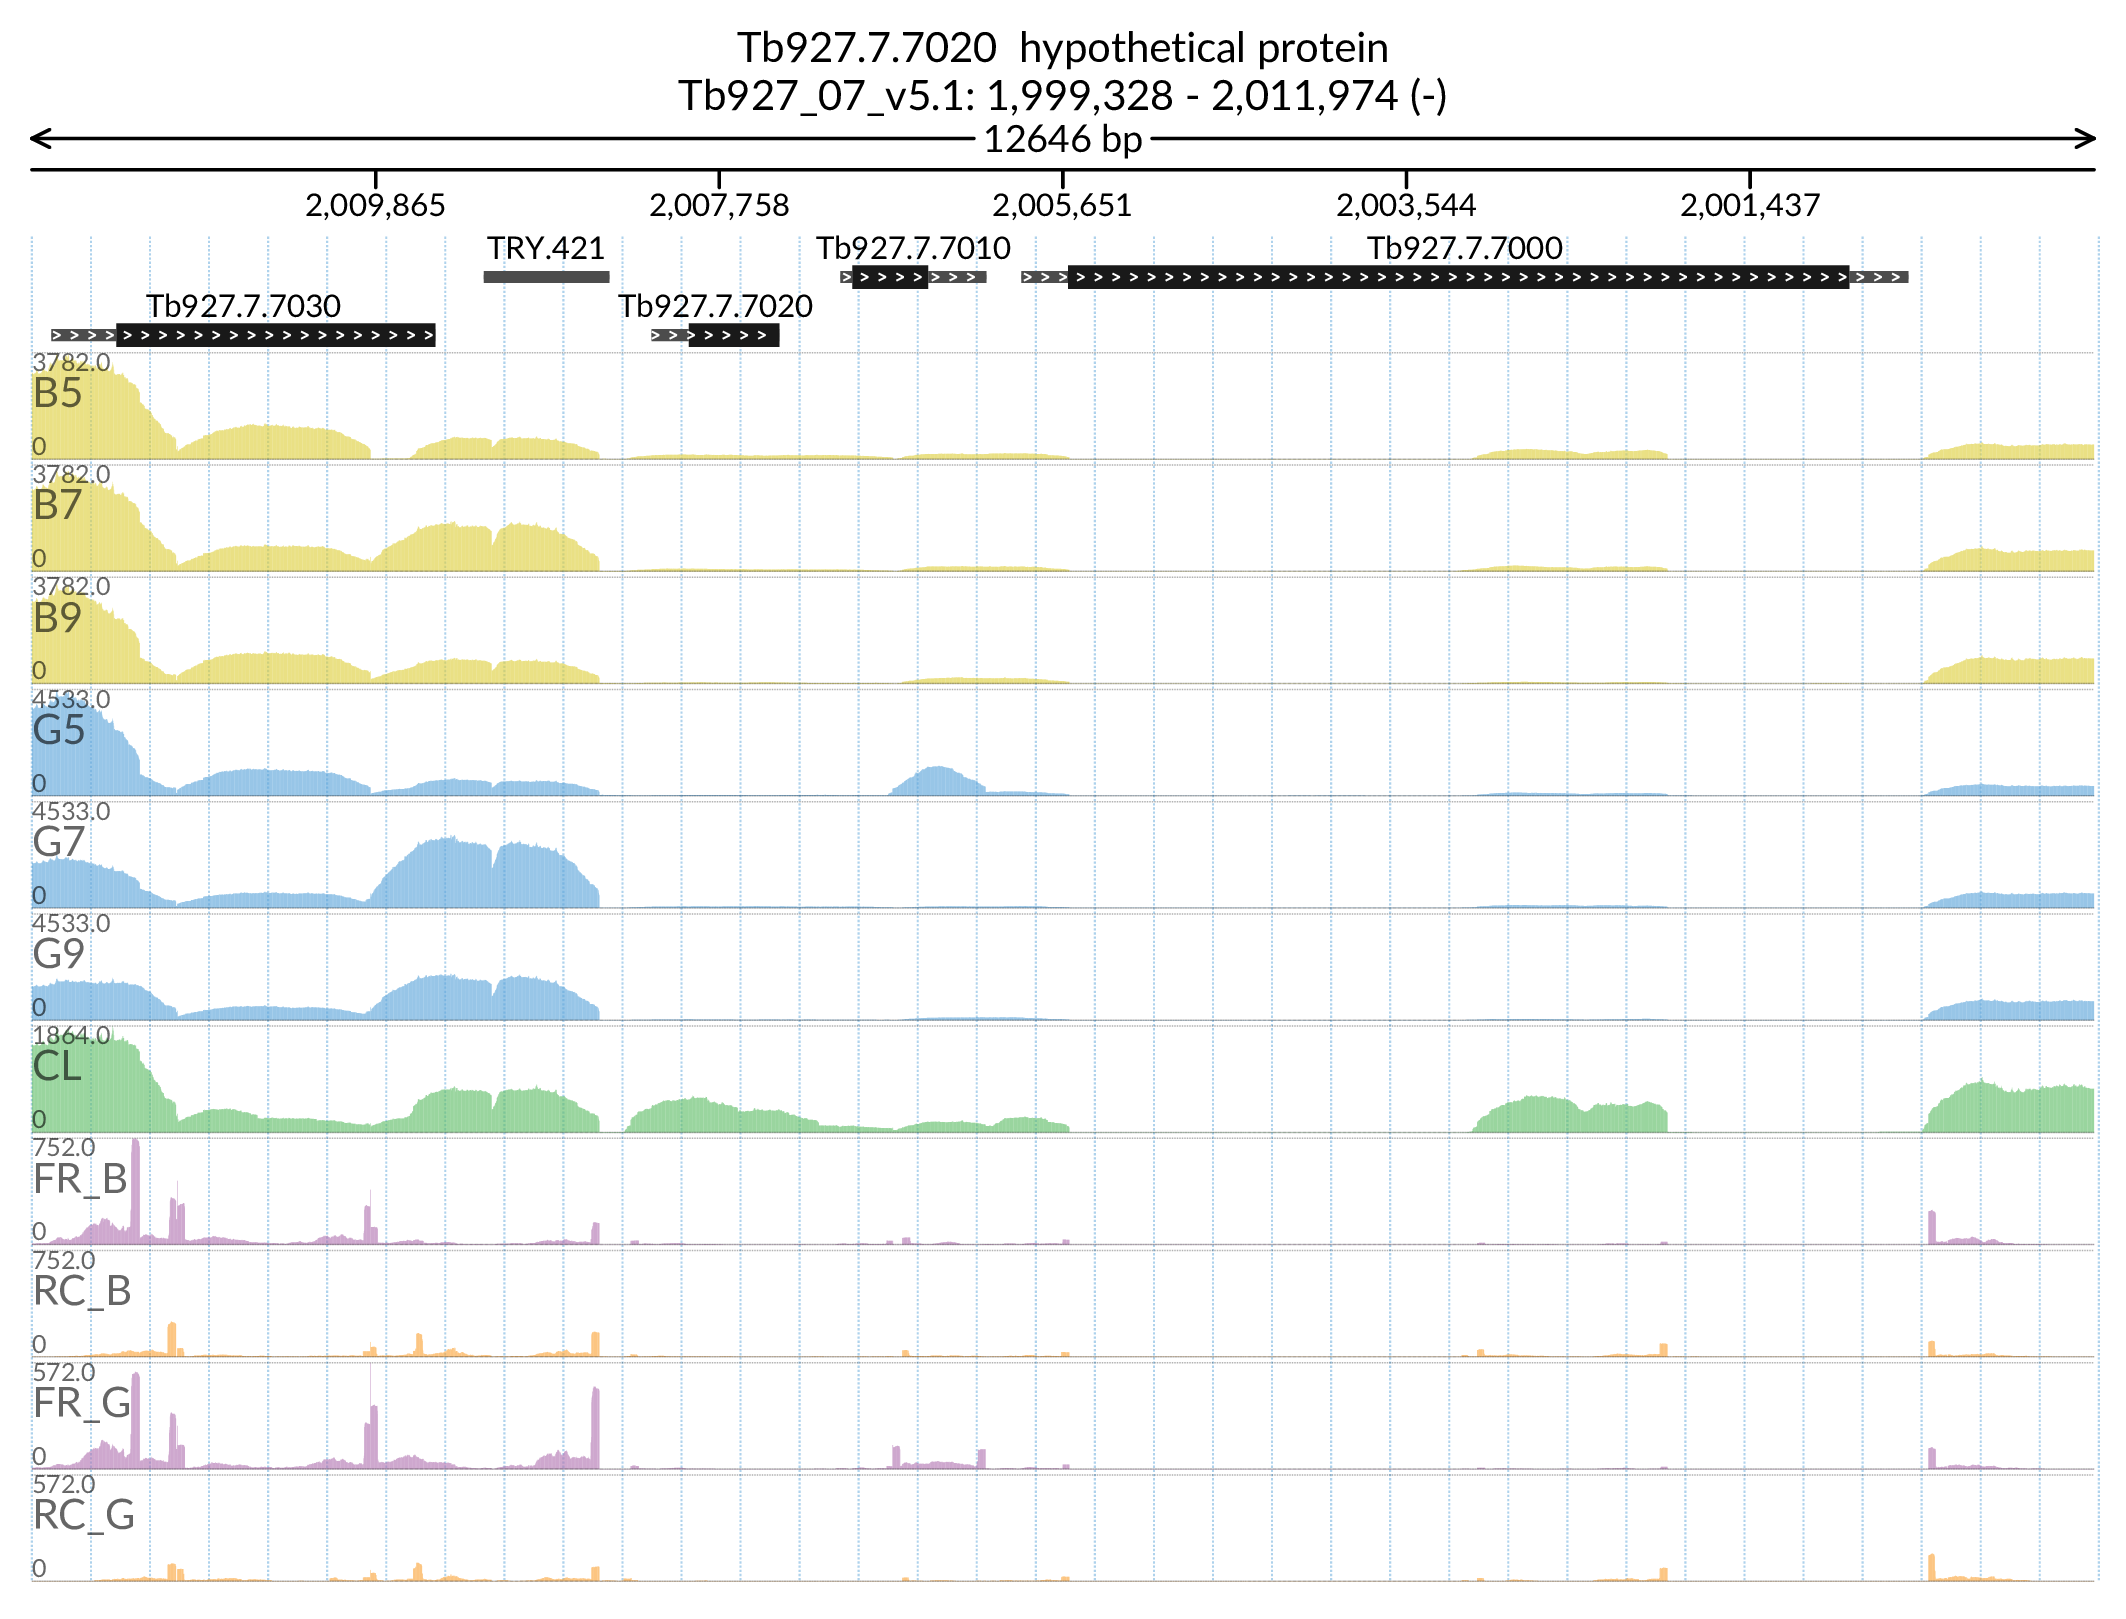 Tb927.7.7020 hypothetical protein
Tb927_07_v5.1: 1,999,328 - 2,011,974 (-)
12646 bp
2,009,865 2,007,758 2,005,651 2,003,544 2,001,437
TRY.421 Tb927.7.7010 Tb927.7.7000
Tb927.7.7030 Tb927.7.7020
3782.0
B5
0
3782.0
B7
0
3782.0
B9
0
4533.0
G5
0
4533.0
G7
0
4533.0
G9
0
1864.0
CL
0
752.0
FR_B
0
752.0
RC_B
0
572.0
FR_G
0
572.0
RC_G
0